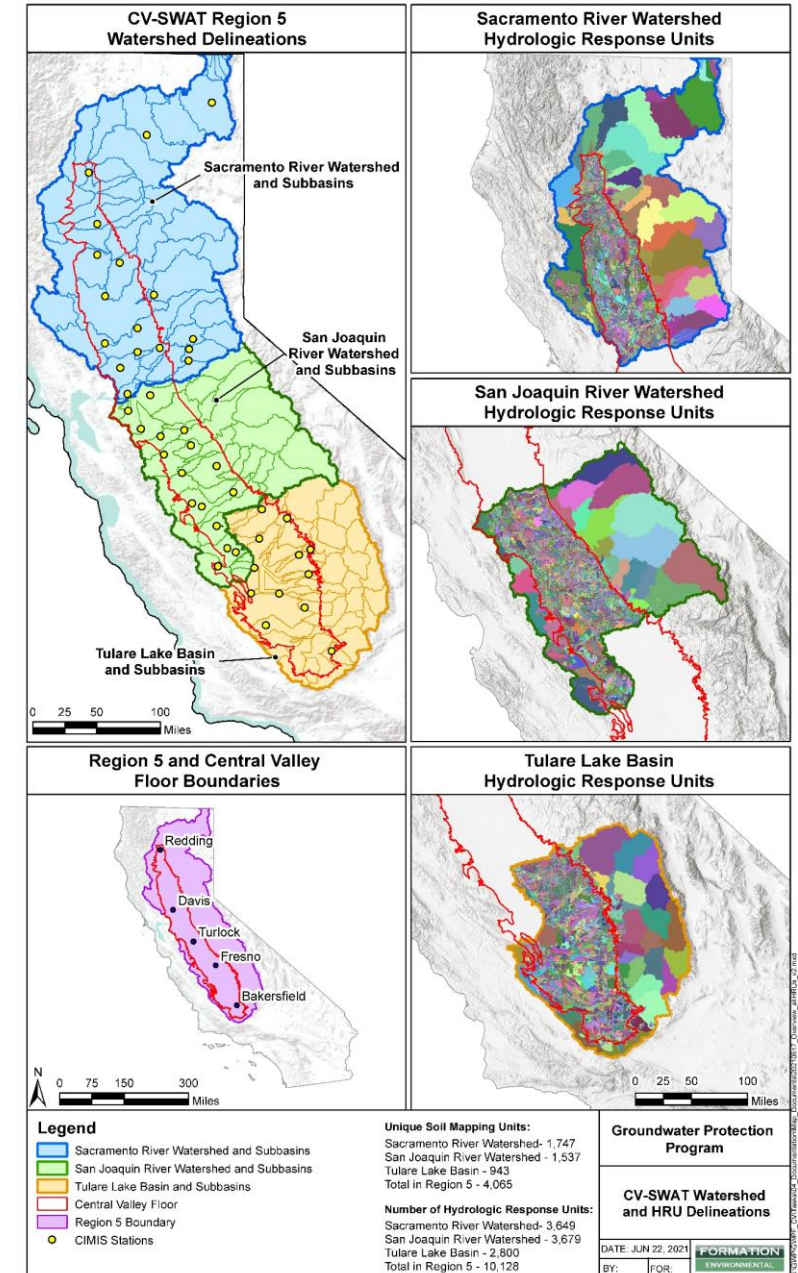 CV-SWAT Region 5
Watershed Delineations
Sacramento River Watershed
and Subbasins
San Joaquin
River Watershed
and Subbasins
Tulare Lake Basin
and Subbasins
0 25 50 100
Miles
Sacramento River Watershed
Hydrologic Response Units
San Joaquin River Watershed
Hydrologic Response Units
Region 5 and Central Valley
Floor Boundaries
Redding
Davis
Turlock
Fresno
Bakersfield
N
0 75 150 300
Miles
Tulare Lake Basin
Hydrologic Response Units
0 25 50 100
Miles
Legend
Sacramento River Watershed and Subbasins
San Joaquin River Watershed and Subbasins
Tulare Lake Basin and Subbasins
Central Valley Floor
Region 5 Boundary
CIMIS Stations
Unique Soil Mapping Units:
Sacramento River Watershed- 1,747
San Joaquin River Watershed - 1,537
Tulare Lake Basin - 943
Total in Region 5 - 4,065
Number of Hydrologic Response Units:
Sacramento River Watershed- 3,649
San Joaquin River Watershed - 3,679
Tulare Lake Basin - 2,800
Total in Region 5 - 10,128
Groundwater Protection
Program
CV-SWAT Watershed
and HRU Delineations
DATE: JUN 22, 2021
BY: FOR:
FORMATION
ENVIRONMENTAL